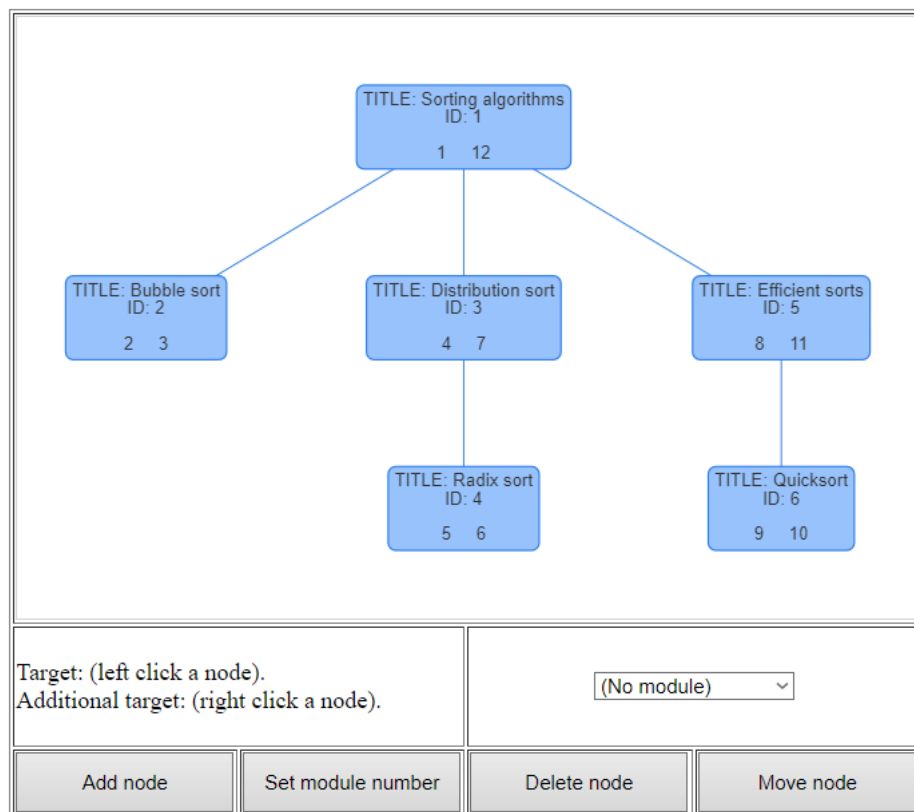 TITLE: Sorting algorithms
ID: 1
1 12
TITLE: Bubble sort
ID: 2
2 3
TITLE: Distribution sort
ID: 3
4 7
TITLE: Efficient sorts
ID: 5
8 11
TITLE: Radix sort
ID: 4
5 6
TITLE: Quicksort
ID: 6
9 10
Target: (left click a node).
Additional target: (right click a node).
(No module)
Add node
Set module number
Delete node
Move node